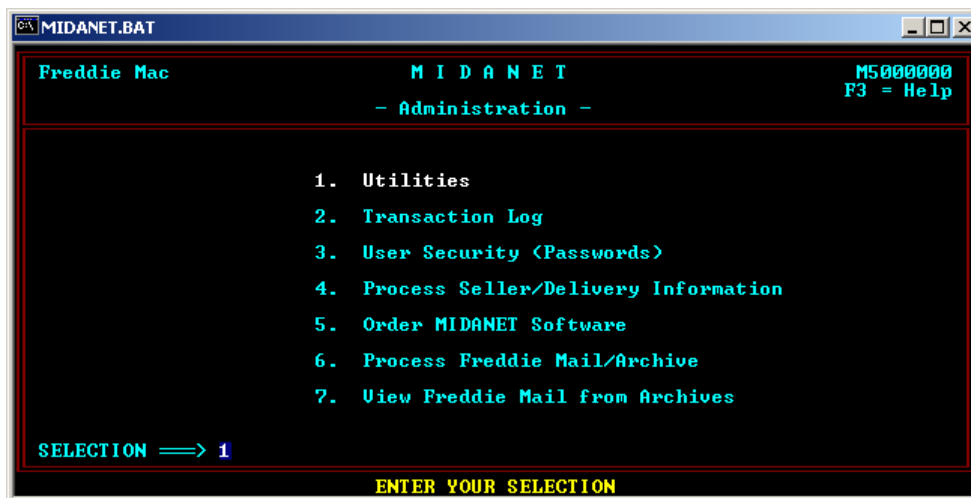 MIDANET.BAT
Freddie Mac M I D A N E T M5000000
F3 = Help
- Administration -
1. Utilities
2. Transaction Log
3. User Security (Passwords)
4. Process Seller/Delivery Information
5. Order MIDANET Software
6. Process Freddie Mail/Archive
7. View Freddie Mail from Archives
SELECTION ===> 1
ENTER YOUR SELECTION